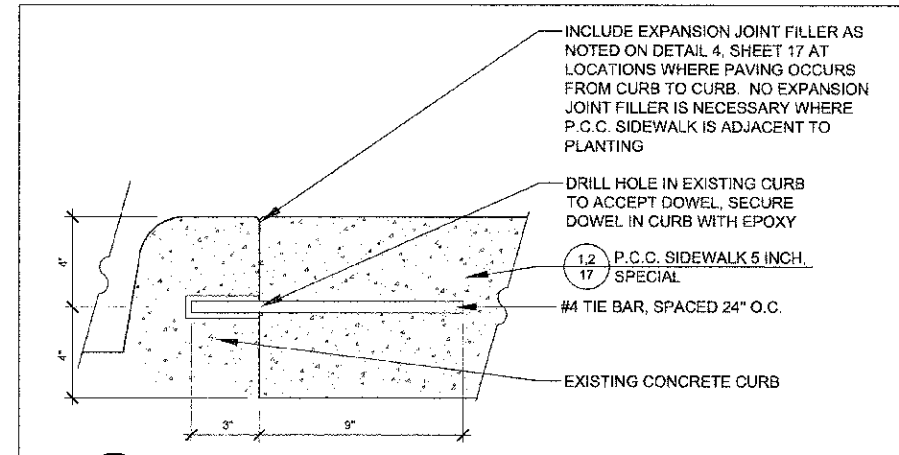 INCLUDE EXPANSION JOINT FILLER AS
NOTED ON DETAIL 4, SHEET 17 AT
LOCATIONS WHERE PAVING OCCURS
FROM CURB TO CURB. NO EXPANSION
JOINT FILLER IS NECESSARY WHERE
P.C.C. SIDEWALK IS ADJACENT TO
PLANTING
DRILL HOLE IN EXISTING CURB
TO ACCEPT DOWEL, SECURE
DOWEL IN CURB WITH EPOXY
1,2
17
P.C.C. SIDEWALK 5 INCH,
SPECIAL
#4 TIE BAR, SPACED 24" O.C.
EXISTING CONCRETE CURB
4"
4"
3"
9"